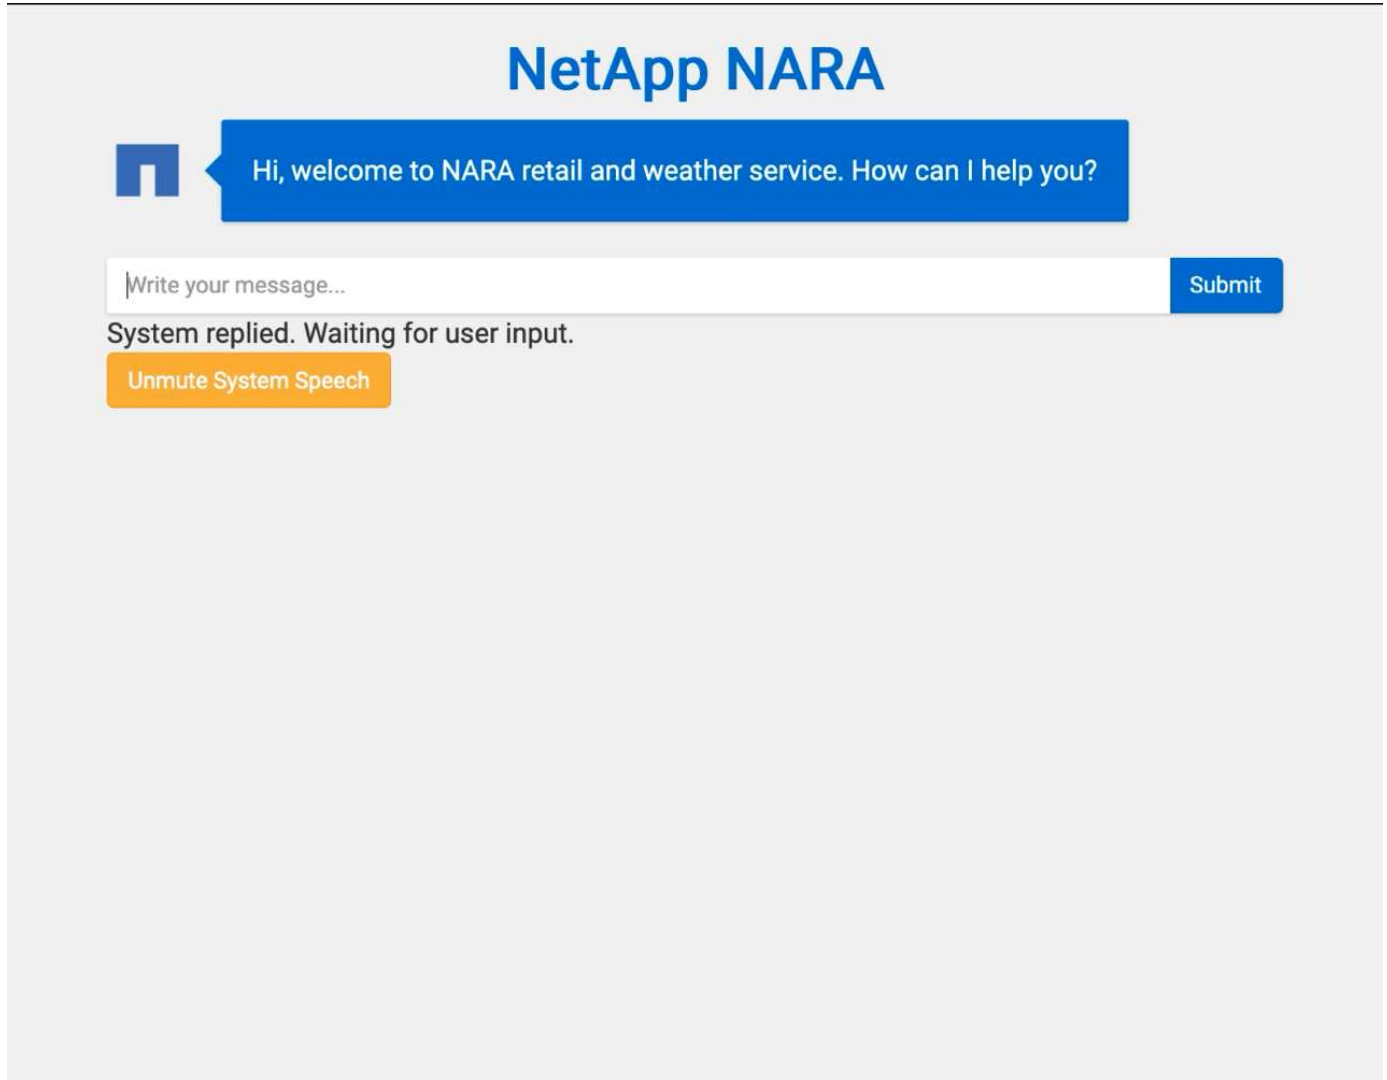 NetApp NARA
Hi, welcome to NARA retail and weather service. How can I help you?
Write your message...
Submit
System replied. Waiting for user input.
Unmute System Speech